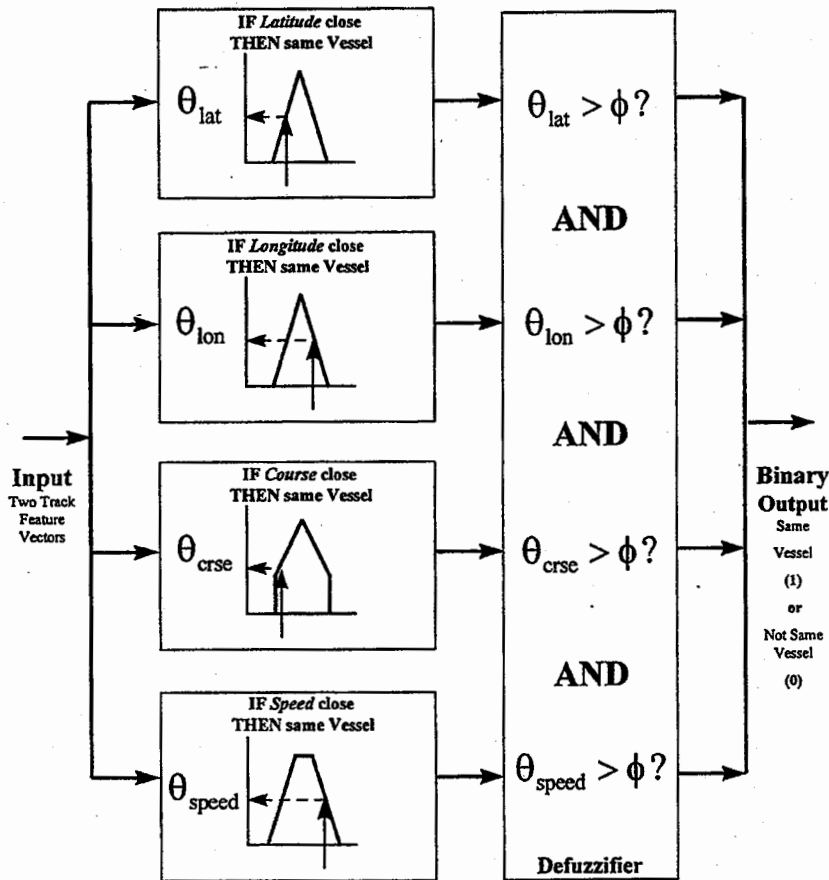 IF Latitude close
THEN same Vessel
θlat
θlat > ϕ?
AND
IF Longitude close
THEN same Vessel
θlon
θlon > ϕ?
AND
Input
Two Track
Feature
Vectors
IF Course close
THEN same Vessel
θcrse
θcrse > ϕ?
Binary
Output
Same
Vessel
(1)
or
Not Same
Vessel
(0)
AND
IF Speed close
THEN same Vessel
θspeed
θspeed > ϕ?
Defuzzifier